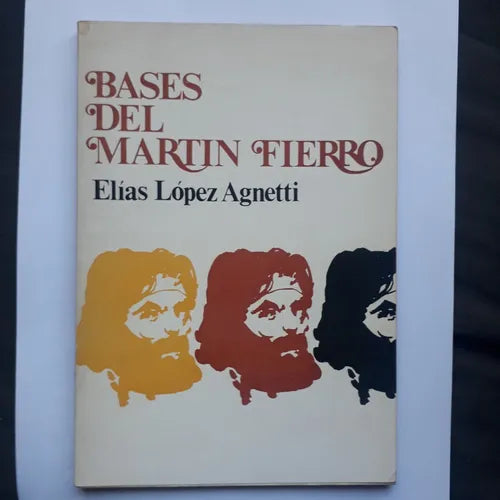 BASES
DEL
MARTIN FIERRO
Elías López Agnetti